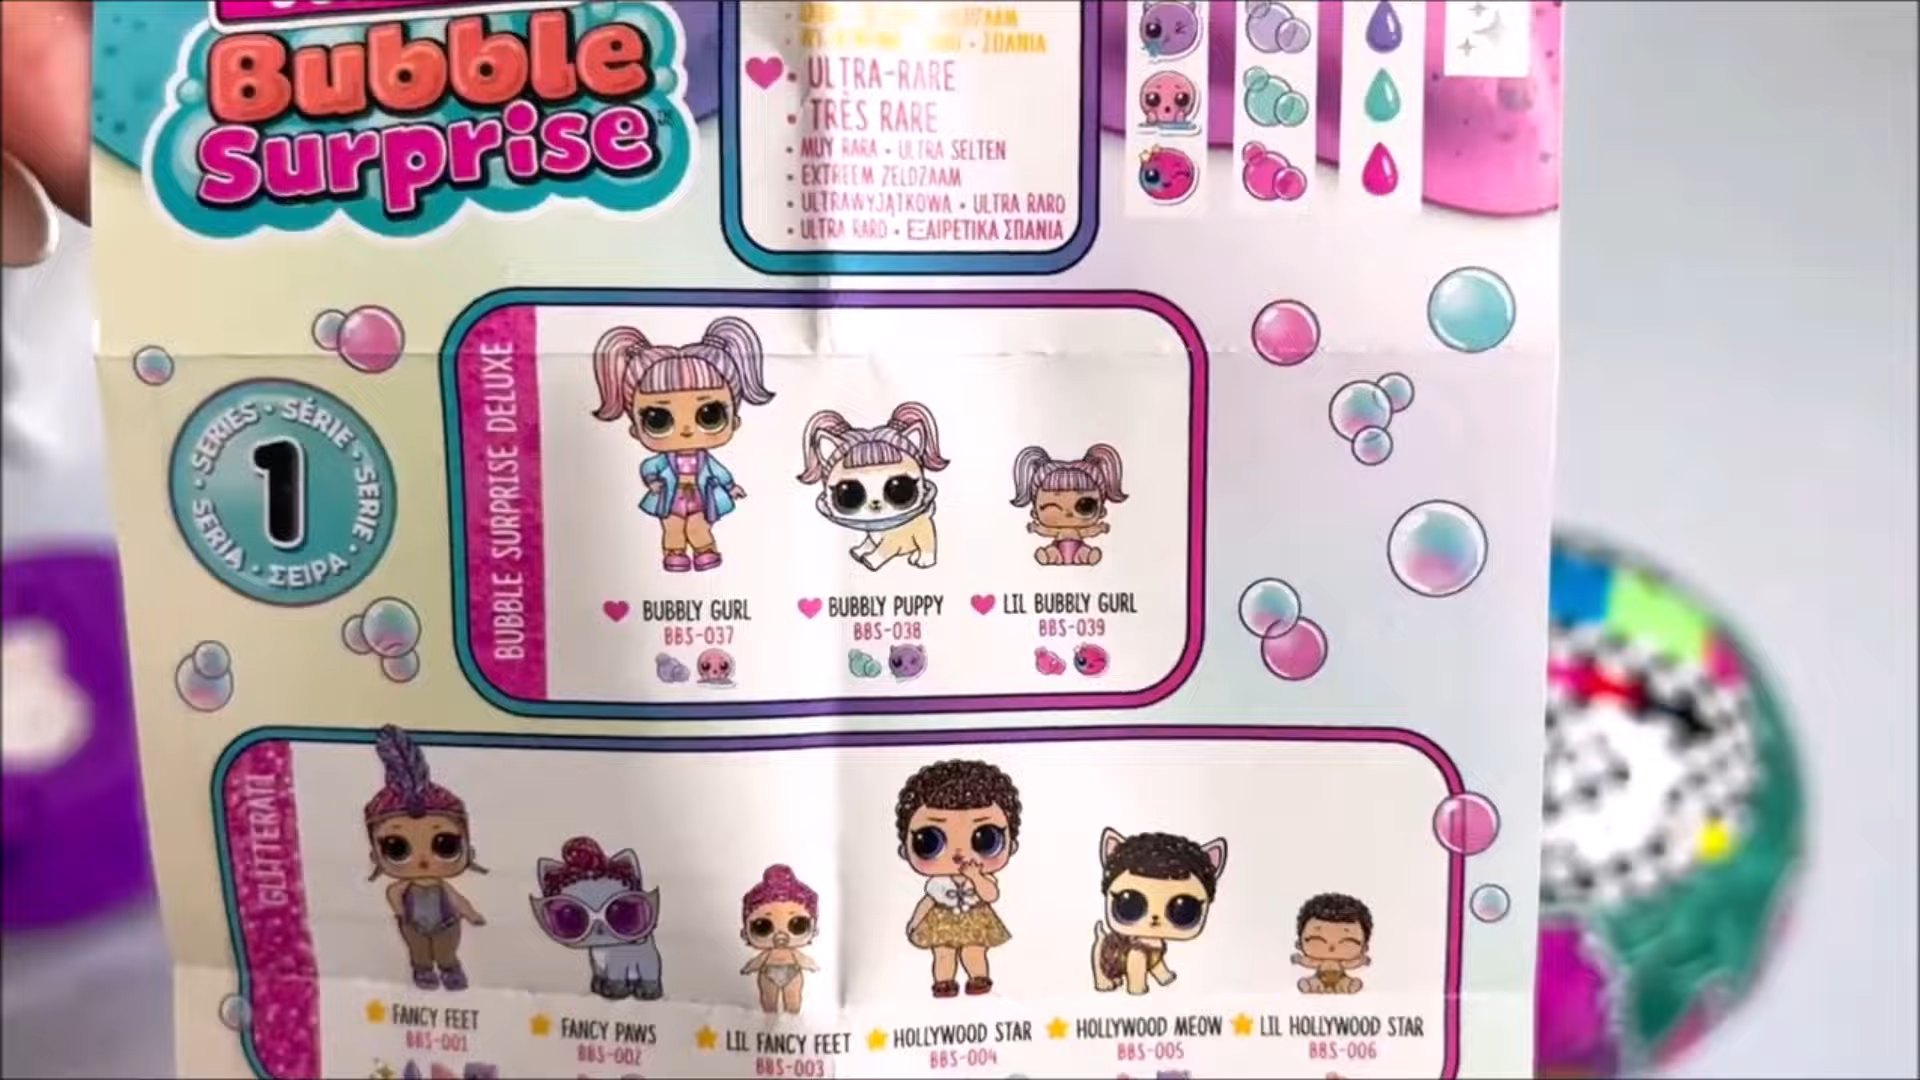 Bubble
Surprise
• ΣΠΑΝΙΑ
• ULTRA-RARE
• TRÈS RARE
• MUY RARA • ULTRA SELTEN
• EXTREEM ZELDZAAM
• ULTRAWYJĄTKOWA • ULTRA RARO
• ULTRA RARO • ΕΞΑΙΡΕΤΙΚΑ ΣΠΑΝΙΑ
SERIES • SÉRIE • SERIE • ΣΕΙΡΑ • SERIA •
1
BUBBLE SURPRISE DELUXE
BUBBLY GURL
BBS-037
BUBBLY PUPPY
BBS-038
LIL BUBBLY GURL
BBS-039
GLITTERATI
FANCY FEET
BBS-001
FANCY PAWS
BBS-002
LIL FANCY FEET
BBS-003
HOLLYWOOD STAR
BBS-004
HOLLYWOOD MEOW
BBS-005
LIL HOLLYWOOD STAR
BBS-006